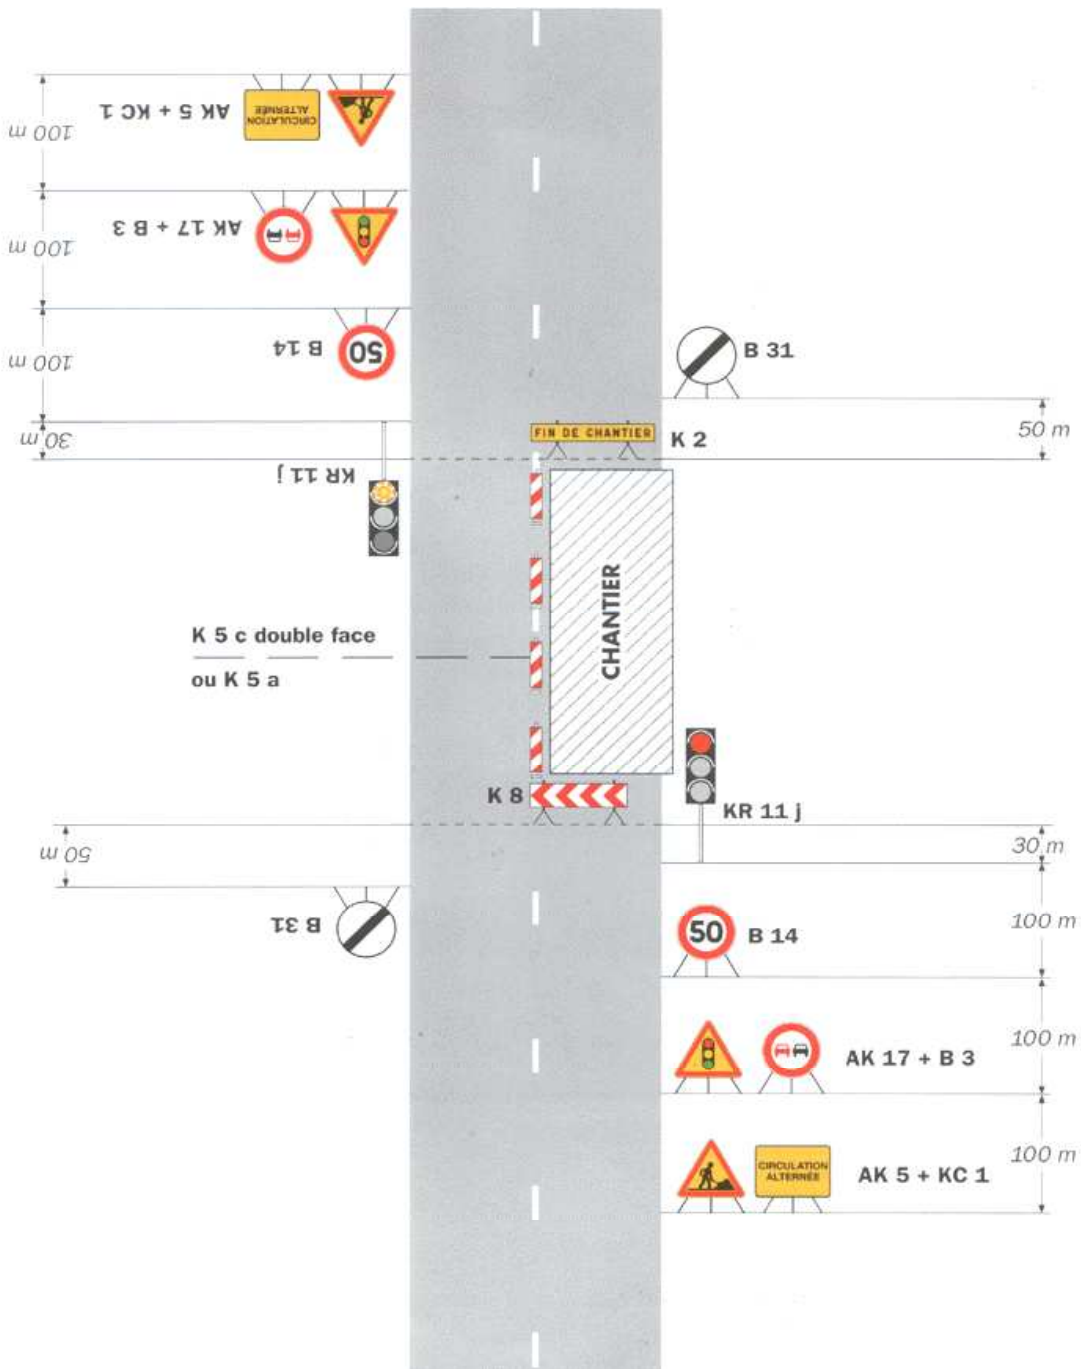 100 m
AK 5 + KC 1
CIRCULATION
ALTERNÉE
100 m
AK 17 + B 3
100 m
B 14
50
B 31
30 m
KR 11 j
FIN DE CHANTIER
K 2
50 m
CHANTIER
K 5 c double face
ou K 5 a
K 8
KR 11 j
50 m
30 m
B 31
50
B 14
100 m
AK 17 + B 3
100 m
CIRCULATION
ALTERNÉE
AK 5 + KC 1
100 m